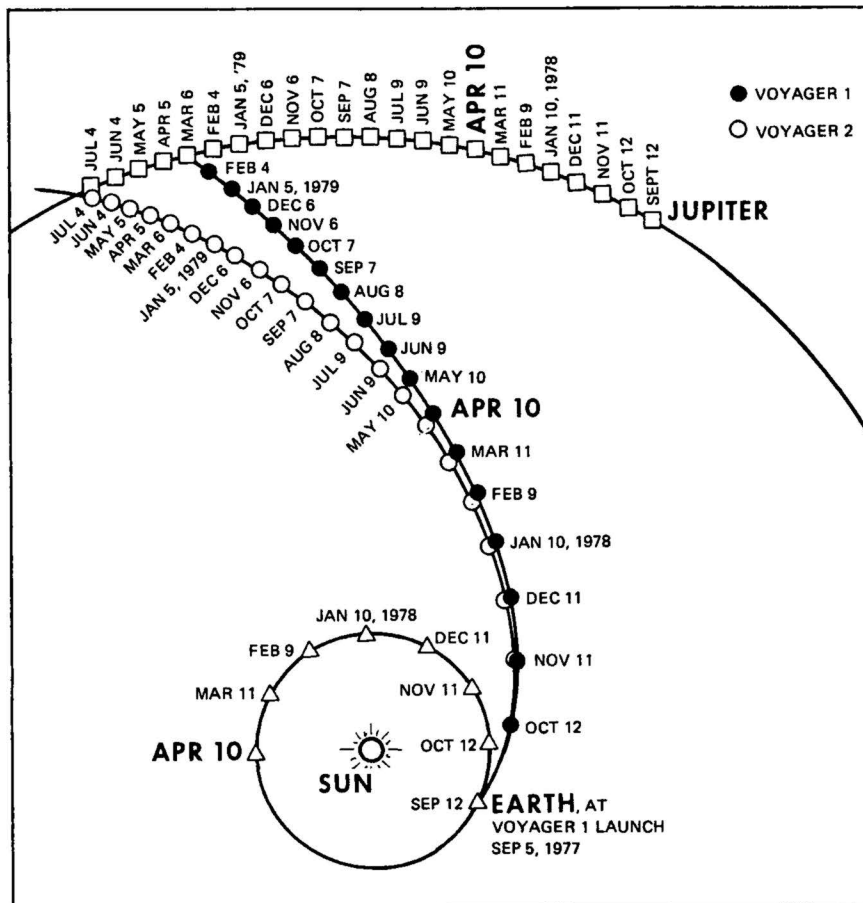 JUL 4
JUN 4
MAY 5
APR 5
MAR 6
FEB 4
JAN 5, '79
DEC 6
NOV 6
OCT 7
SEP 7
AUG 8
JUL 9
JUN 9
MAY 10
APR 10
MAR 11
FEB 9
JAN 10, 1978
DEC 11
NOV 11
OCT 12
SEPT 12
JUPITER
VOYAGER 1
VOYAGER 2
FEB 4
JAN 5, 1979
DEC 6
NOV 6
OCT 7
SEP 7
AUG 8
JUL 9
JUN 9
MAY 10
APR 10
MAR 11
FEB 9
JAN 10, 1978
DEC 11
NOV 11
OCT 12
JUL 4
JUN 4
MAY 5
APR 5
MAR 6
FEB 4
JAN 5, 1979
DEC 6
NOV 6
OCT 7
SEP 7
AUG 8
JUL 9
JUN 9
MAY 10
JAN 10, 1978
FEB 9
DEC 11
MAR 11
NOV 11
APR 10
OCT 12
SUN
SEP 12
EARTH, AT
VOYAGER 1 LAUNCH
SEP 5, 1977